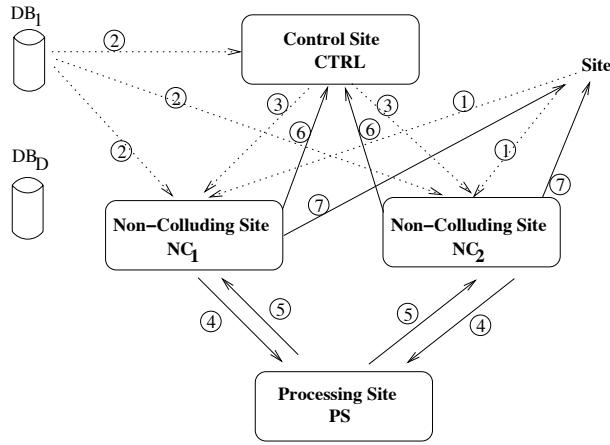 DB1
2
Control Site
CTRL
Site
2
3
3
1
2
6
6
1
DBD
7
7
Non-Colluding Site
NC1
Non-Colluding Site
NC2
5
5
4
4
Processing Site
PS